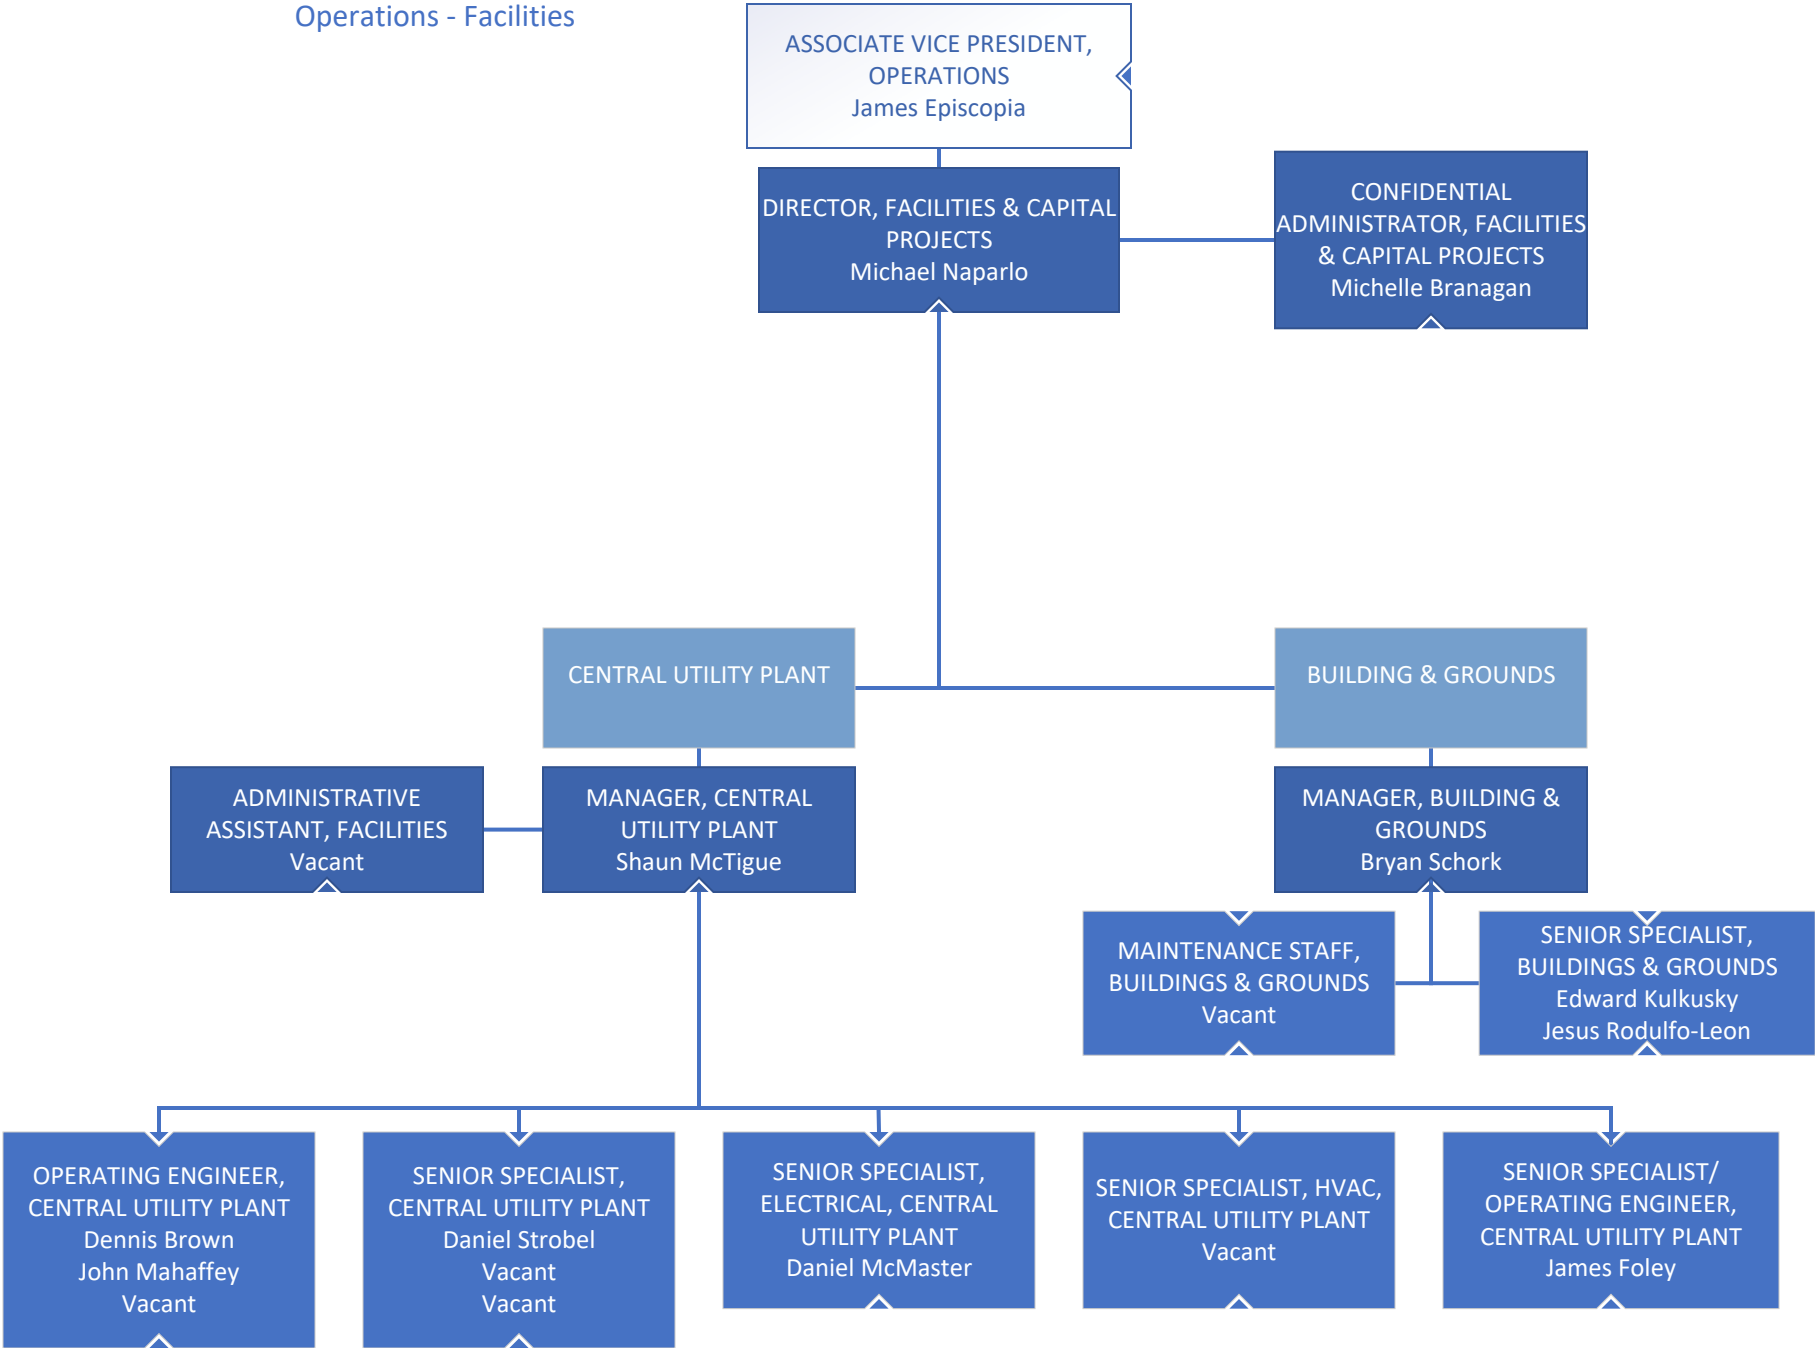 Operations - Facilities
ASSOCIATE VICE PRESIDENT,
OPERATIONS
James Episcopia
DIRECTOR, FACILITIES & CAPITAL
PROJECTS
Michael Naparlo
CONFIDENTIAL
ADMINISTRATOR, FACILITIES
& CAPITAL PROJECTS
Michelle Branagan
CENTRAL UTILITY PLANT
BUILDING & GROUNDS
ADMINISTRATIVE
ASSISTANT, FACILITIES
Vacant
MANAGER, CENTRAL
UTILITY PLANT
Shaun McTigue
MANAGER, BUILDING &
GROUNDS
Bryan Schork
MAINTENANCE STAFF,
BUILDINGS & GROUNDS
Vacant
SENIOR SPECIALIST,
BUILDINGS & GROUNDS
Edward Kulkusky
Jesus Rodulfo-Leon
OPERATING ENGINEER,
CENTRAL UTILITY PLANT
Dennis Brown
John Mahaffey
Vacant
SENIOR SPECIALIST,
CENTRAL UTILITY PLANT
Daniel Strobel
Vacant
Vacant
SENIOR SPECIALIST,
ELECTRICAL, CENTRAL
UTILITY PLANT
Daniel McMaster
SENIOR SPECIALIST, HVAC,
CENTRAL UTILITY PLANT
Vacant
SENIOR SPECIALIST/
OPERATING ENGINEER,
CENTRAL UTILITY PLANT
James Foley